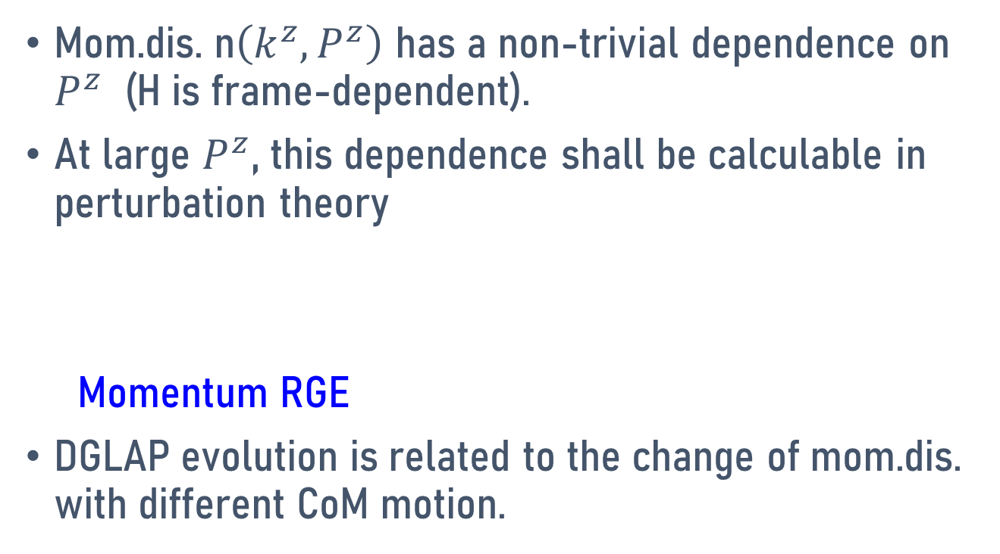 • Mom.dis. n(k^z, P^z) has a non-trivial dependence on
P^z (H is frame-dependent).
• At large P^z, this dependence shall be calculable in
perturbation theory
Momentum RGE
• DGLAP evolution is related to the change of mom.dis.
with different CoM motion.